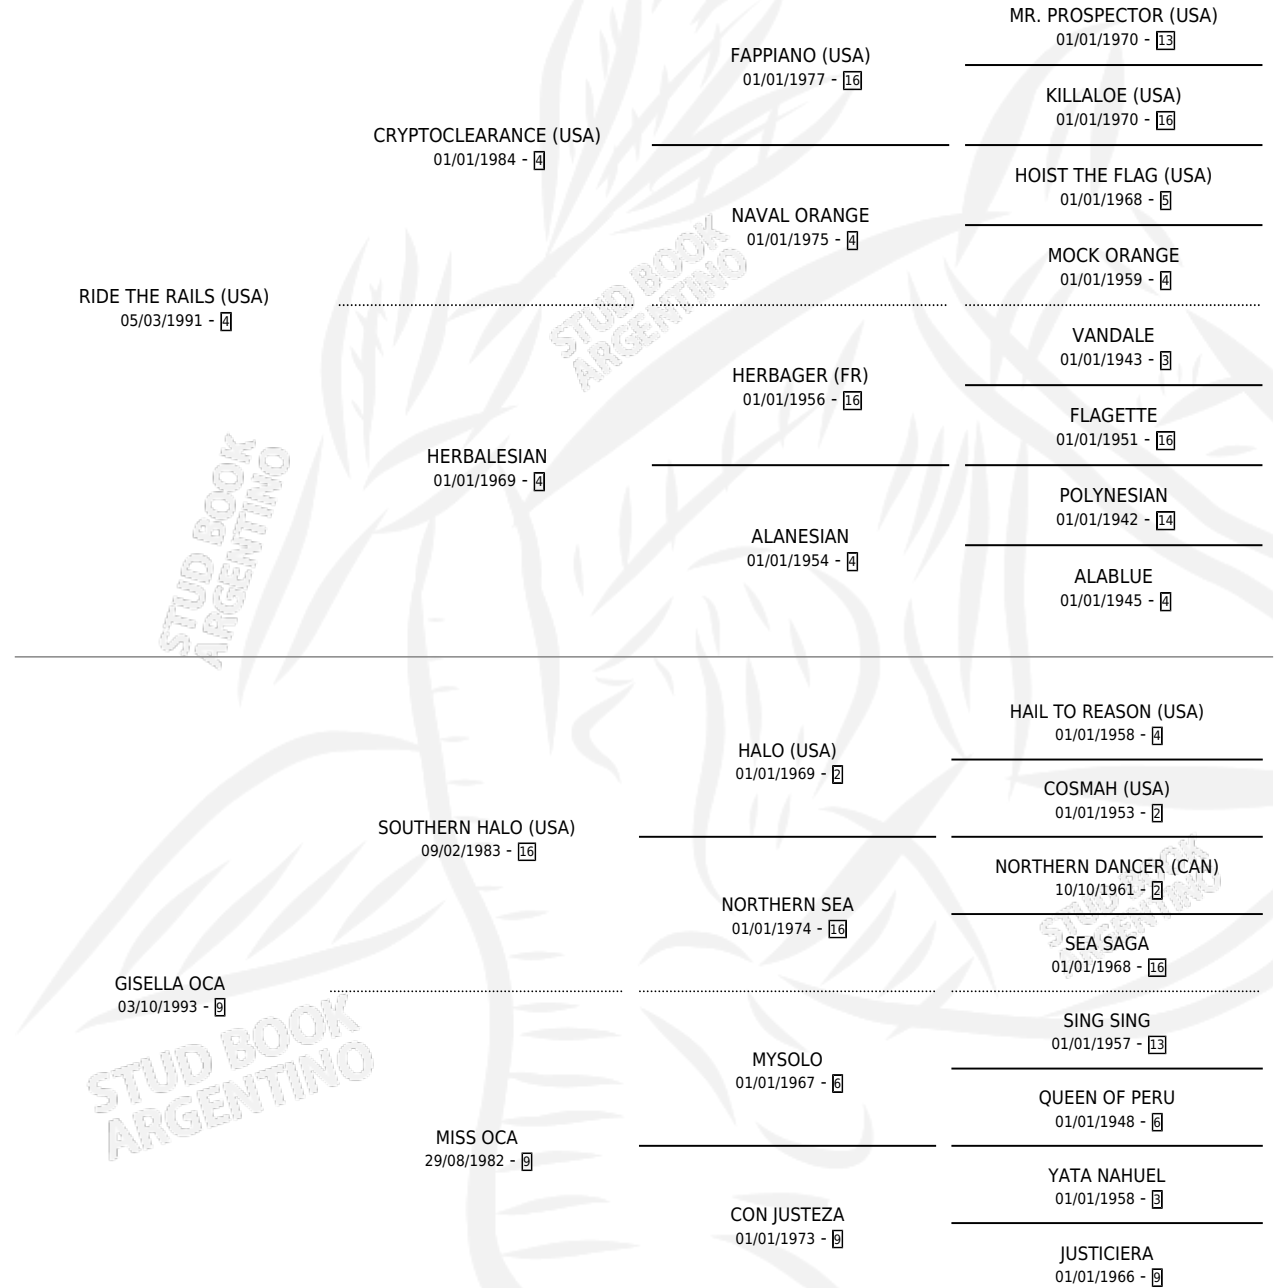 MR. PROSPECTOR (USA)
01/01/1970 - 13
FAPPIANO (USA)
01/01/1977 - 16
KILLALOE (USA)
01/01/1970 - 16
CRYPTOCLEARANCE (USA)
01/01/1984 - 4
HOIST THE FLAG (USA)
01/01/1968 - 5
NAVAL ORANGE
01/01/1975 - 4
MOCK ORANGE
01/01/1959 - 4
RIDE THE RAILS (USA)
05/03/1991 - 4
STUD BOOK
ARGENTINO
VANDALE
01/01/1943 - 3
HERBAGER (FR)
01/01/1956 - 16
FLAGETTE
01/01/1951 - 16
HERBALESIAN
01/01/1969 - 4
POLYNESIAN
01/01/1942 - 14
ALANESIAN
01/01/1954 - 4
ALABLUE
01/01/1945 - 4
STUD BOOK
ARGENTINO
HAIL TO REASON (USA)
01/01/1958 - 4
HALO (USA)
01/01/1969 - 2
COSMAH (USA)
01/01/1953 - 2
SOUTHERN HALO (USA)
09/02/1983 - 16
NORTHERN DANCER (CAN)
10/10/1961 - 2
NORTHERN SEA
01/01/1974 - 16
STUD BOOK
ARGENTINO
SEA SAGA
01/01/1968 - 16
GISELLA OCA
03/10/1993 - 9
STUD BOOK
ARGENTINO
SING SING
01/01/1957 - 13
MYSOLO
01/01/1967 - 6
QUEEN OF PERU
01/01/1948 - 6
MISS OCA
29/08/1982 - 9
YATA NAHUEL
01/01/1958 - 3
CON JUSTEZA
01/01/1973 - 9
JUSTICIERA
01/01/1966 - 9